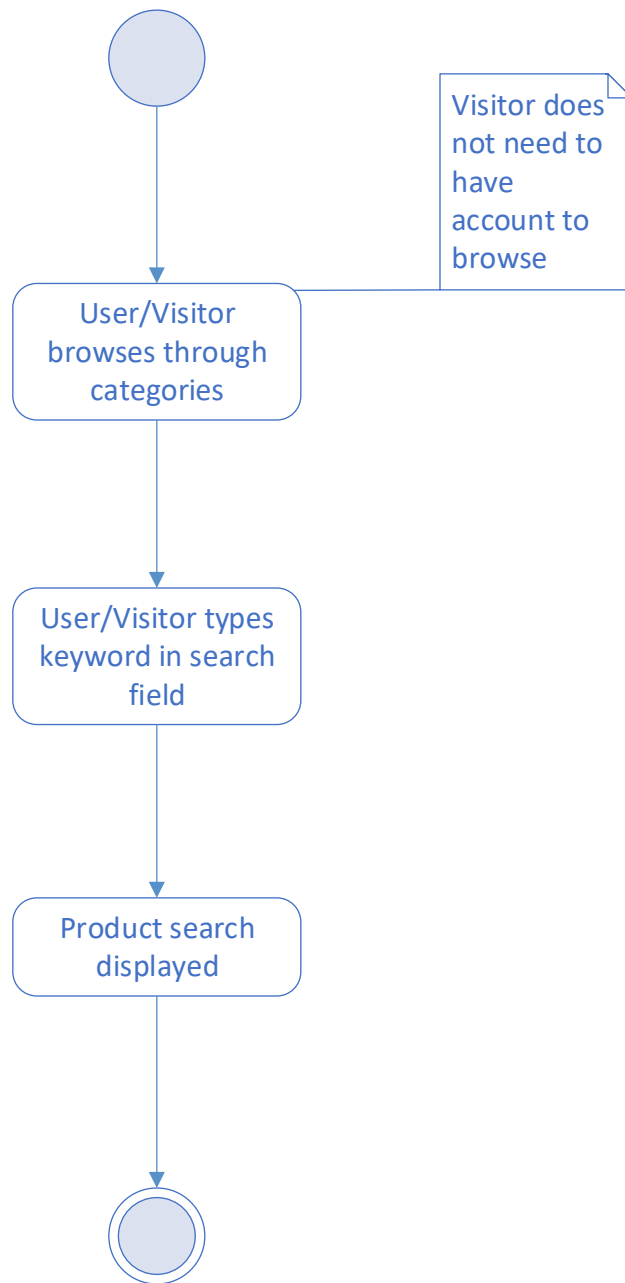 Visitor does
not need to
have
account to
browse
User/Visitor
browses through
categories
User/Visitor types
keyword in search
field
Product search
displayed